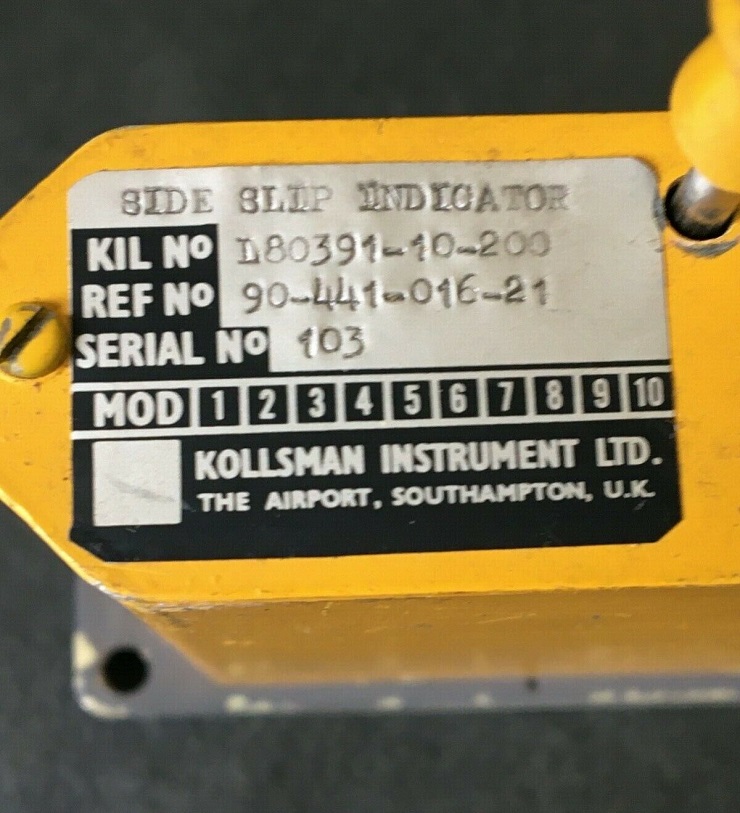 SIDE SLIP INDICATOR
KIL No D80391-10-200
REF No 90-441-016-21
SERIAL No 103
MOD 1 2 3 4 5 6 7 8 9 10
KOLLSMAN INSTRUMENT LTD.
THE AIRPORT, SOUTHAMPTON, U.K.